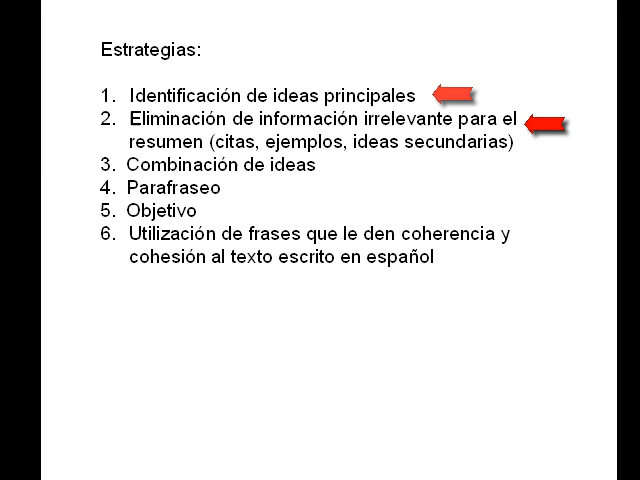 Estrategias:
1. Identificación de ideas principales
2. Eliminación de información irrelevante para el
resumen (citas, ejemplos, ideas secundarias)
3. Combinación de ideas
4. Parafraseo
5. Objetivo
6. Utilización de frases que le den coherencia y
cohesión al texto escrito en español